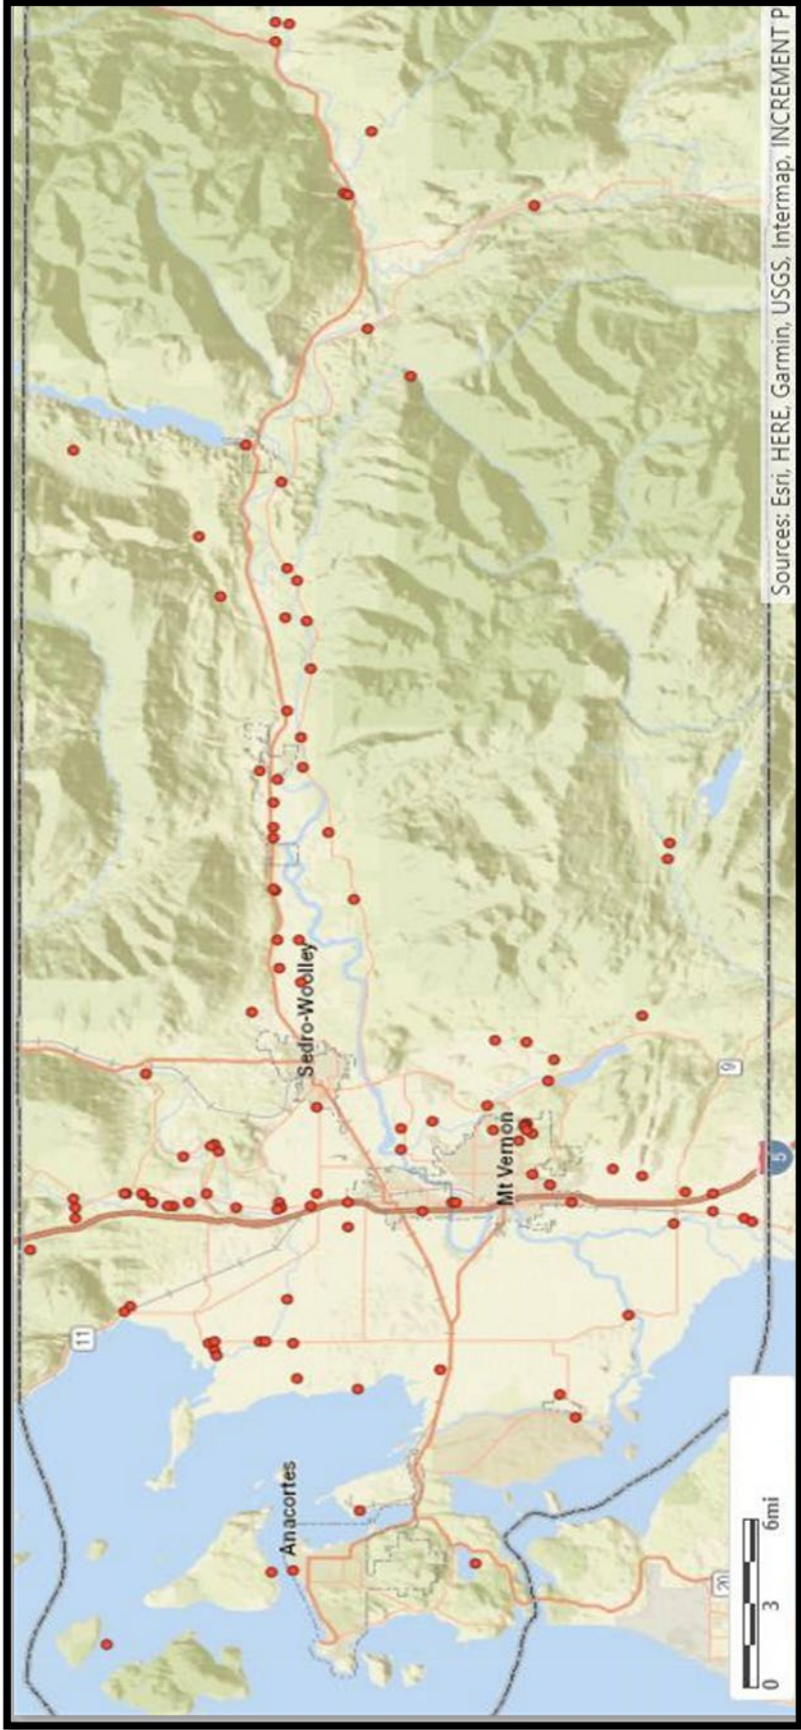 11
Anacortes
Sedro-Woolley
Mt Vernon
9
5
20
0 3 6mi
Sources: Esri, HERE, Garmin, USGS, Intermap, INCREMENT P